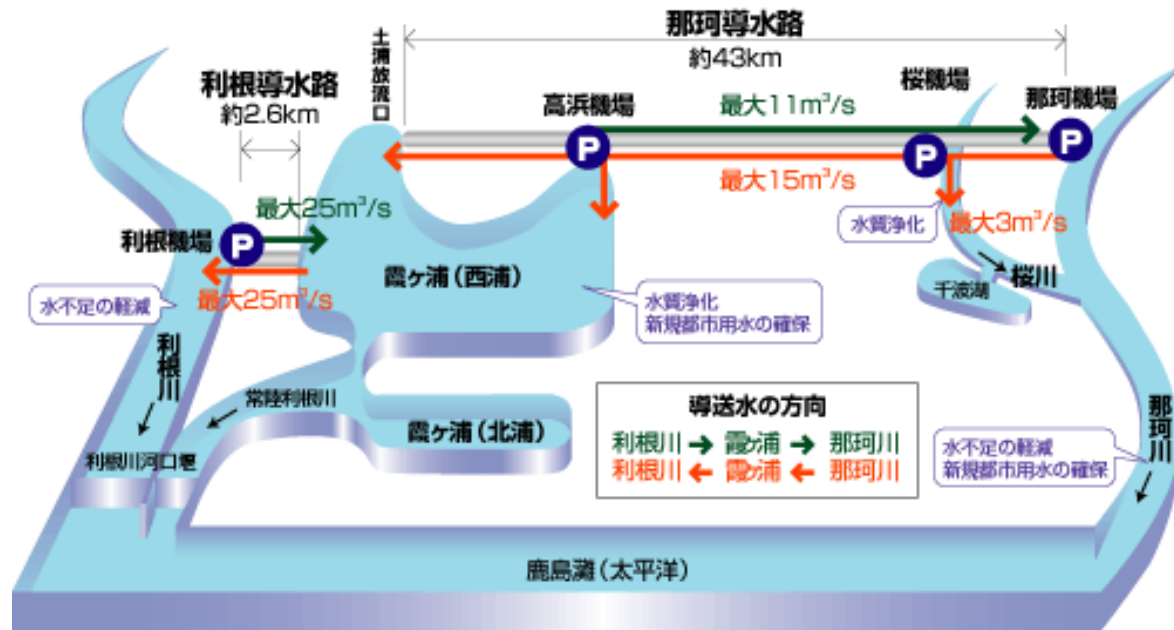 那珂導水路
約43km
土浦放流口
利根導水路
約2.6km
高浜機場
最大11m³/s
桜機場
那珂機場
P
P
P
最大15m³/s
最大25m³/s
水質浄化
最大3m³/s
利根機場
P
最大25m³/s
霞ヶ浦(西浦)
桜川
千波湖
水不足の軽減
水質浄化
新規都市用水の確保
利根川
常陸利根川
霞ヶ浦(北浦)
導送水の方向
利根川→霞ヶ浦→那珂川
利根川←霞ヶ浦←那珂川
那珂川
水不足の軽減
新規都市用水の確保
利根川河口堰
鹿島灘(太平洋)